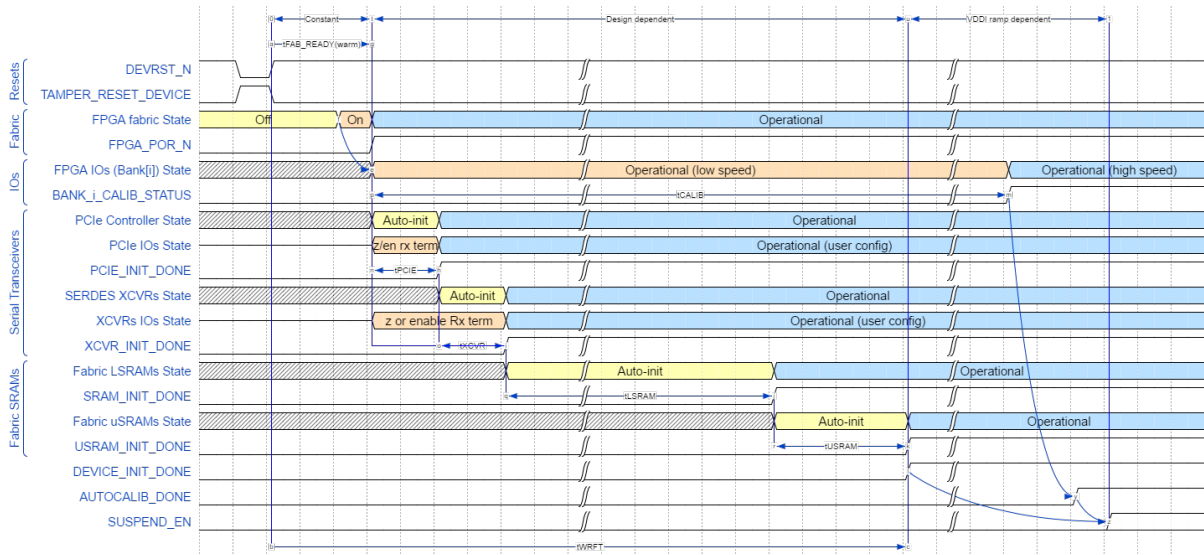 Constant
Design dependent
VDDI ramp dependent
tFAB_READY(warm)
Resets
DEVRST_N
TAMPER_RESET_DEVICE
Fabric
FPGA fabric State
Off
On
Operational
FPGA_POR_N
IOs
FPGA IOs (Bank[i]) State
Operational (low speed)
Operational (high speed)
BANK_i_CALIB_STATUS
tCALIB
Serial Transceivers
PCIe Controller State
Auto-init
Operational
PCIe IOs State
z/en rx term
Operational (user config)
PCIE_INIT_DONE
tPCIE
SERDES XCVRs State
Auto-init
Operational
XCVRs IOs State
z or enable Rx term
Operational (user config)
XCVR_INIT_DONE
tXCVR
Fabric SRAMs
Fabric LSRAMs State
Auto-init
Operational
SRAM_INIT_DONE
tLSRAM
Fabric uSRAMs State
Auto-init
Operational
USRAM_INIT_DONE
tUSRAM
DEVICE_INIT_DONE
AUTOCALIB_DONE
SUSPEND_EN
tWRFT